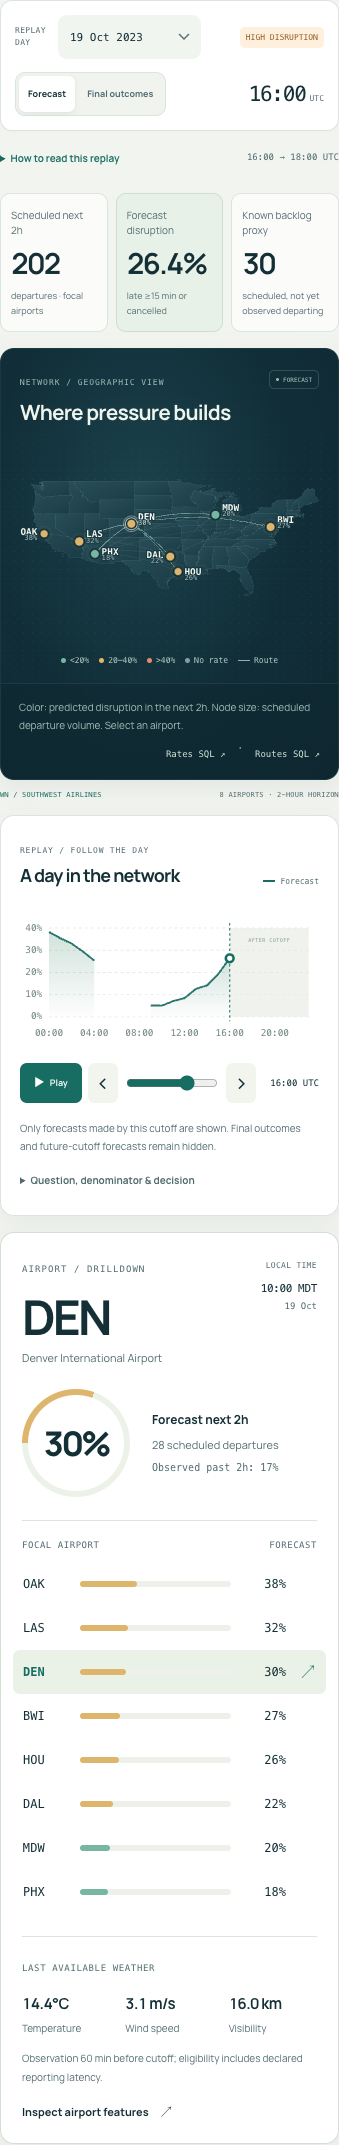 REPLAY
DAY
19 Oct 2023
HIGH DISRUPTION
Forecast
Final outcomes
16:00 UTC
How to read this replay
16:00 → 18:00 UTC
Scheduled next
2h
202
departures · focal
airports
Forecast
disruption
26.4%
late ≥15 min or
cancelled
Known backlog
proxy
30
scheduled, not yet
observed departing
NETWORK / GEOGRAPHIC VIEW
FORECAST
Where pressure builds
OAK
38%
LAS
32%
PHX
18%
DEN
30%
DAL
22%
HOU
26%
MDW
20%
BWI
27%
<20%
20–40%
>40%
No rate
Route
Color: predicted disruption in the next 2h. Node size: scheduled
departure volume. Select an airport.
Rates SQL ↗ · Routes SQL ↗
WN / SOUTHWEST AIRLINES
8 AIRPORTS · 2-HOUR HORIZON
REPLAY / FOLLOW THE DAY
A day in the network
Forecast
AFTER CUTOFF
40%
30%
20%
10%
0%
00:00 04:00 08:00 12:00 16:00 20:00
Play
16:00 UTC
Only forecasts made by this cutoff are shown. Final outcomes
and future-cutoff forecasts remain hidden.
Question, denominator & decision
AIRPORT / DRILLDOWN
LOCAL TIME
10:00 MDT
19 Oct
DEN
Denver International Airport
30%
Forecast next 2h
28 scheduled departures
Observed past 2h: 17%
FOCAL AIRPORT
FORECAST
OAK 38%
LAS 32%
DEN 30% ↗
BWI 27%
HOU 26%
DAL 22%
MDW 20%
PHX 18%
LAST AVAILABLE WEATHER
14.4°C
Temperature
3.1 m/s
Wind speed
16.0 km
Visibility
Observation 60 min before cutoff; eligibility includes declared
reporting latency.
Inspect airport features ↗